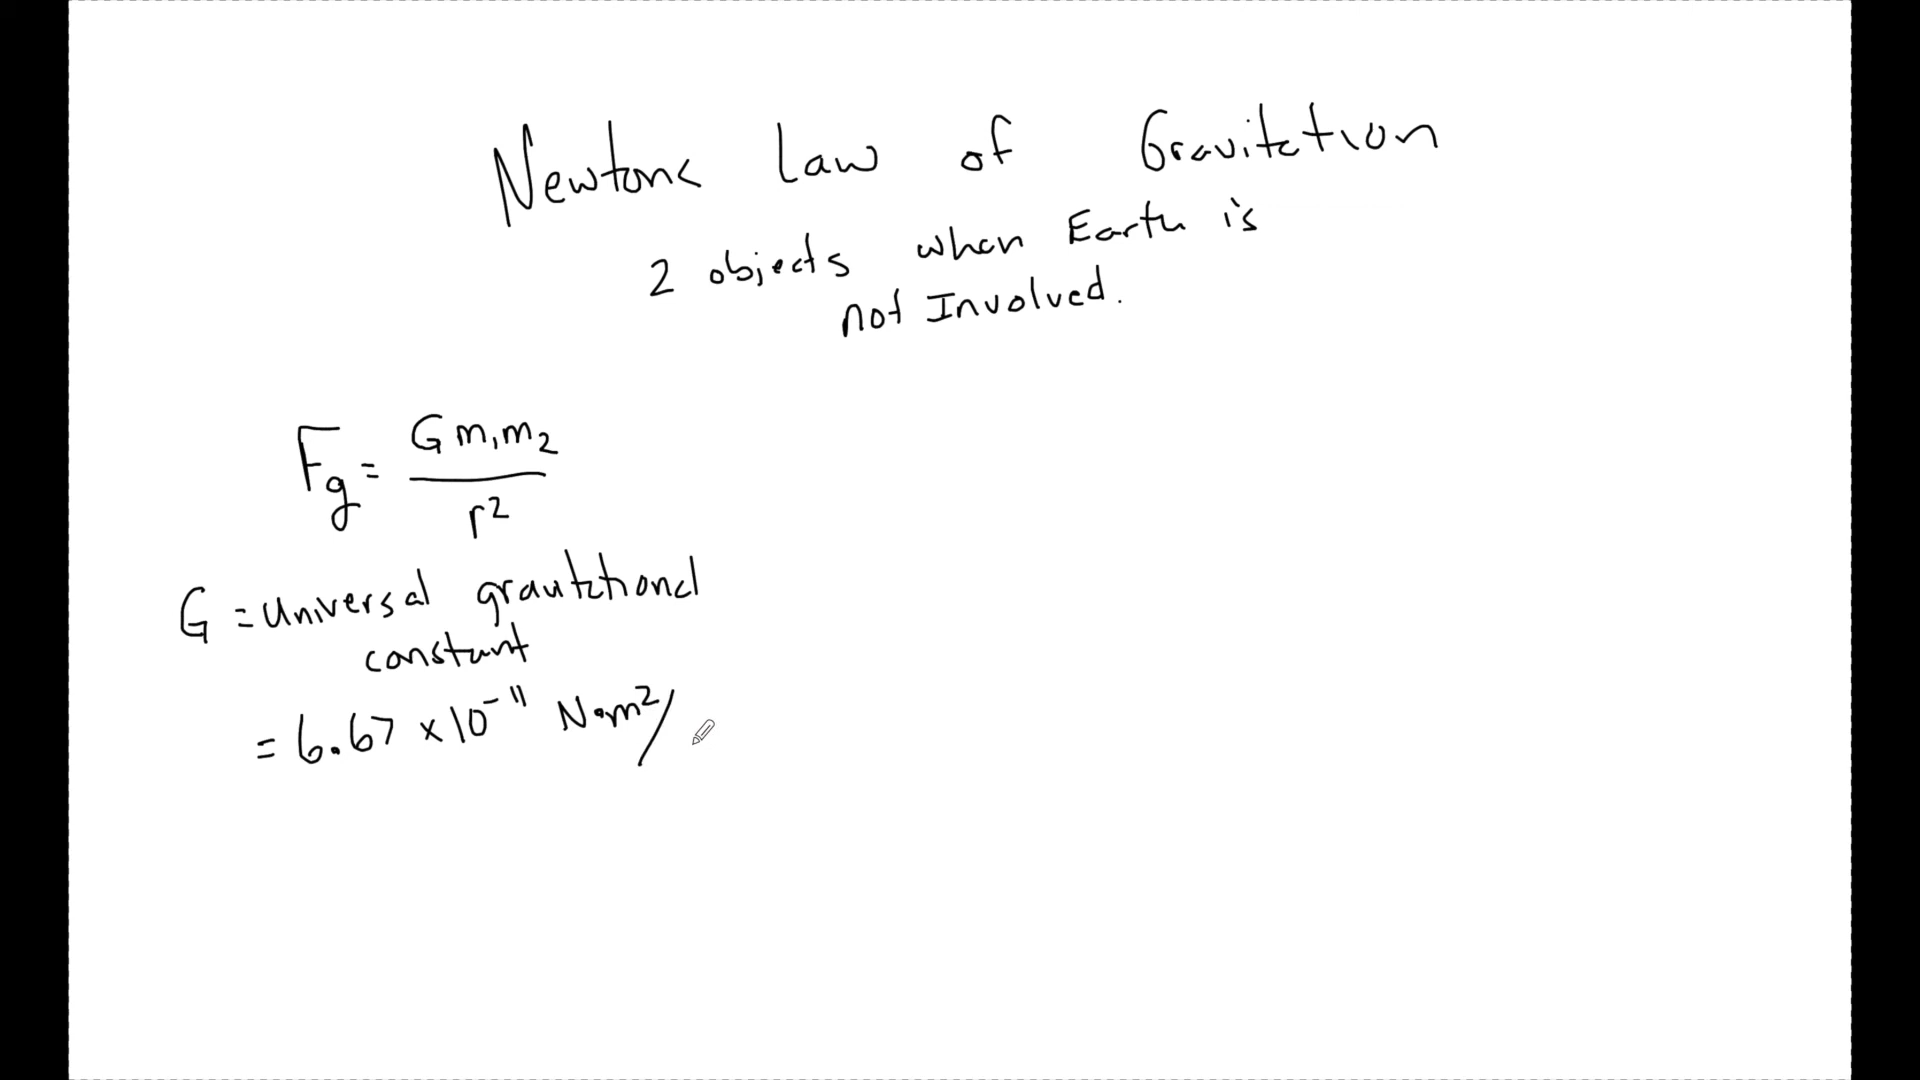 Newtons Law of Gravitation
2 objects when Earth is
not Involved.
Fg = G m₁m₂ / r²
G = universal gravitational
constant
= 6.67 × 10⁻¹¹ N•m²/